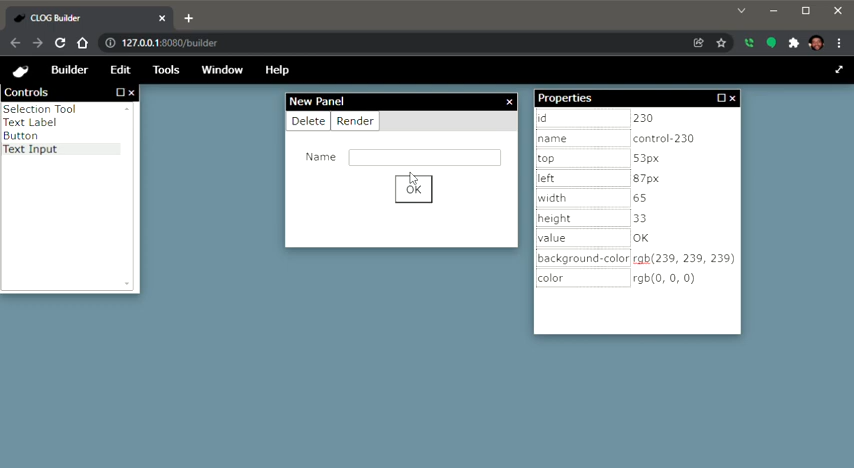 CLOG Builder
127.0.0.1:8080/builder
Builder Edit Tools Window Help
Controls
Selection Tool
Text Label
Button
Text Input
New Panel
Delete Render
Name
OK
Properties
id 230
name control-230
top 53px
left 87px
width 65
height 33
value OK
background-color rgb(239, 239, 239)
color rgb(0, 0, 0)